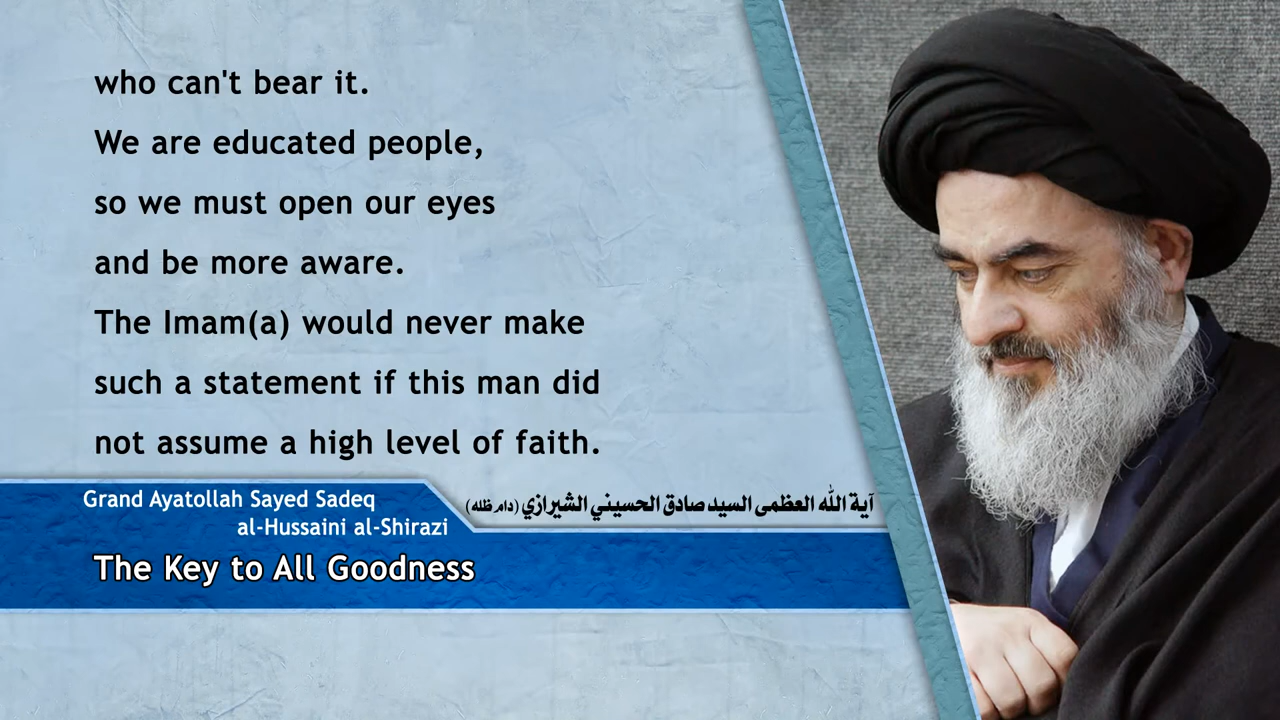 who can't bear it.
We are educated people,
so we must open our eyes
and be more aware.
The Imam(a) would never make
such a statement if this man did
not assume a high level of faith.
Grand Ayatollah Sayed Sadeq
al-Hussaini al-Shirazi
آية الله العظمى السيد صادق الحسيني الشيرازي (دام ظله)
The Key to All Goodness